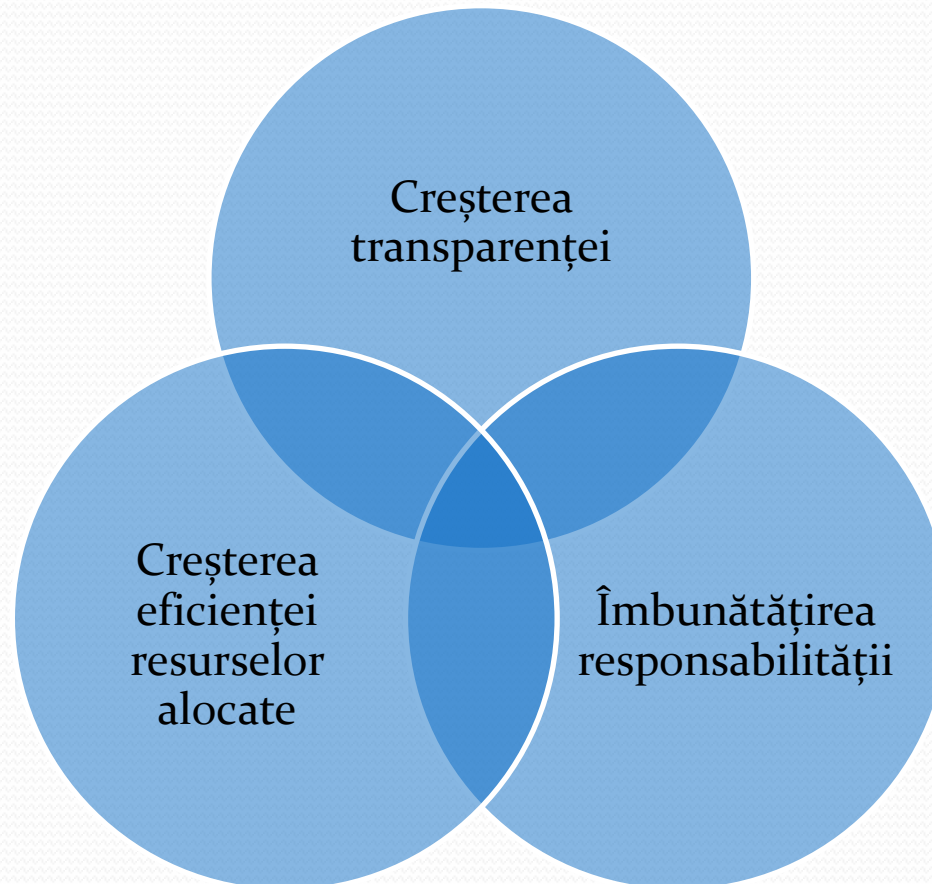 Creșterea
transparenței
Creșterea
eficienței
resurselor
alocate
Îmbunătățirea
responsabilității